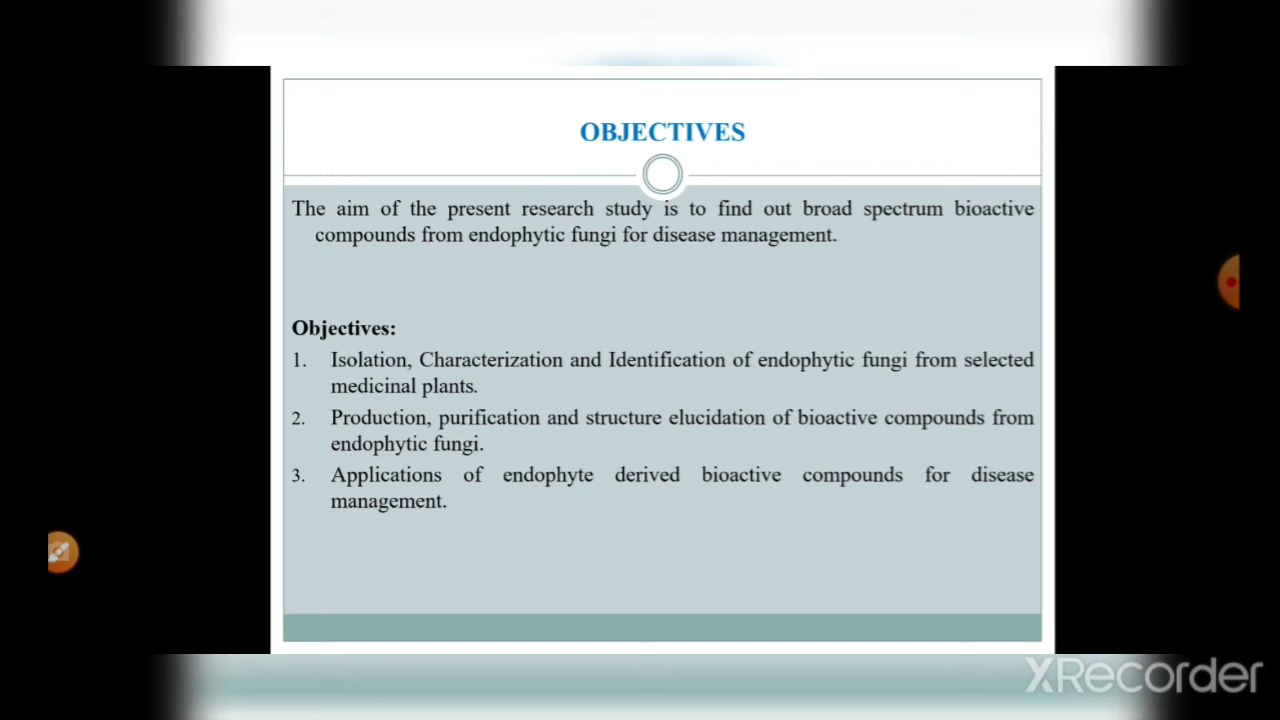 OBJECTIVES
The aim of the present research study is to find out broad spectrum bioactive
compounds from endophytic fungi for disease management.
Objectives:
1. Isolation, Characterization and Identification of endophytic fungi from selected
medicinal plants.
2. Production, purification and structure elucidation of bioactive compounds from
endophytic fungi.
3. Applications of endophyte derived bioactive compounds for disease
management.
XRecorder